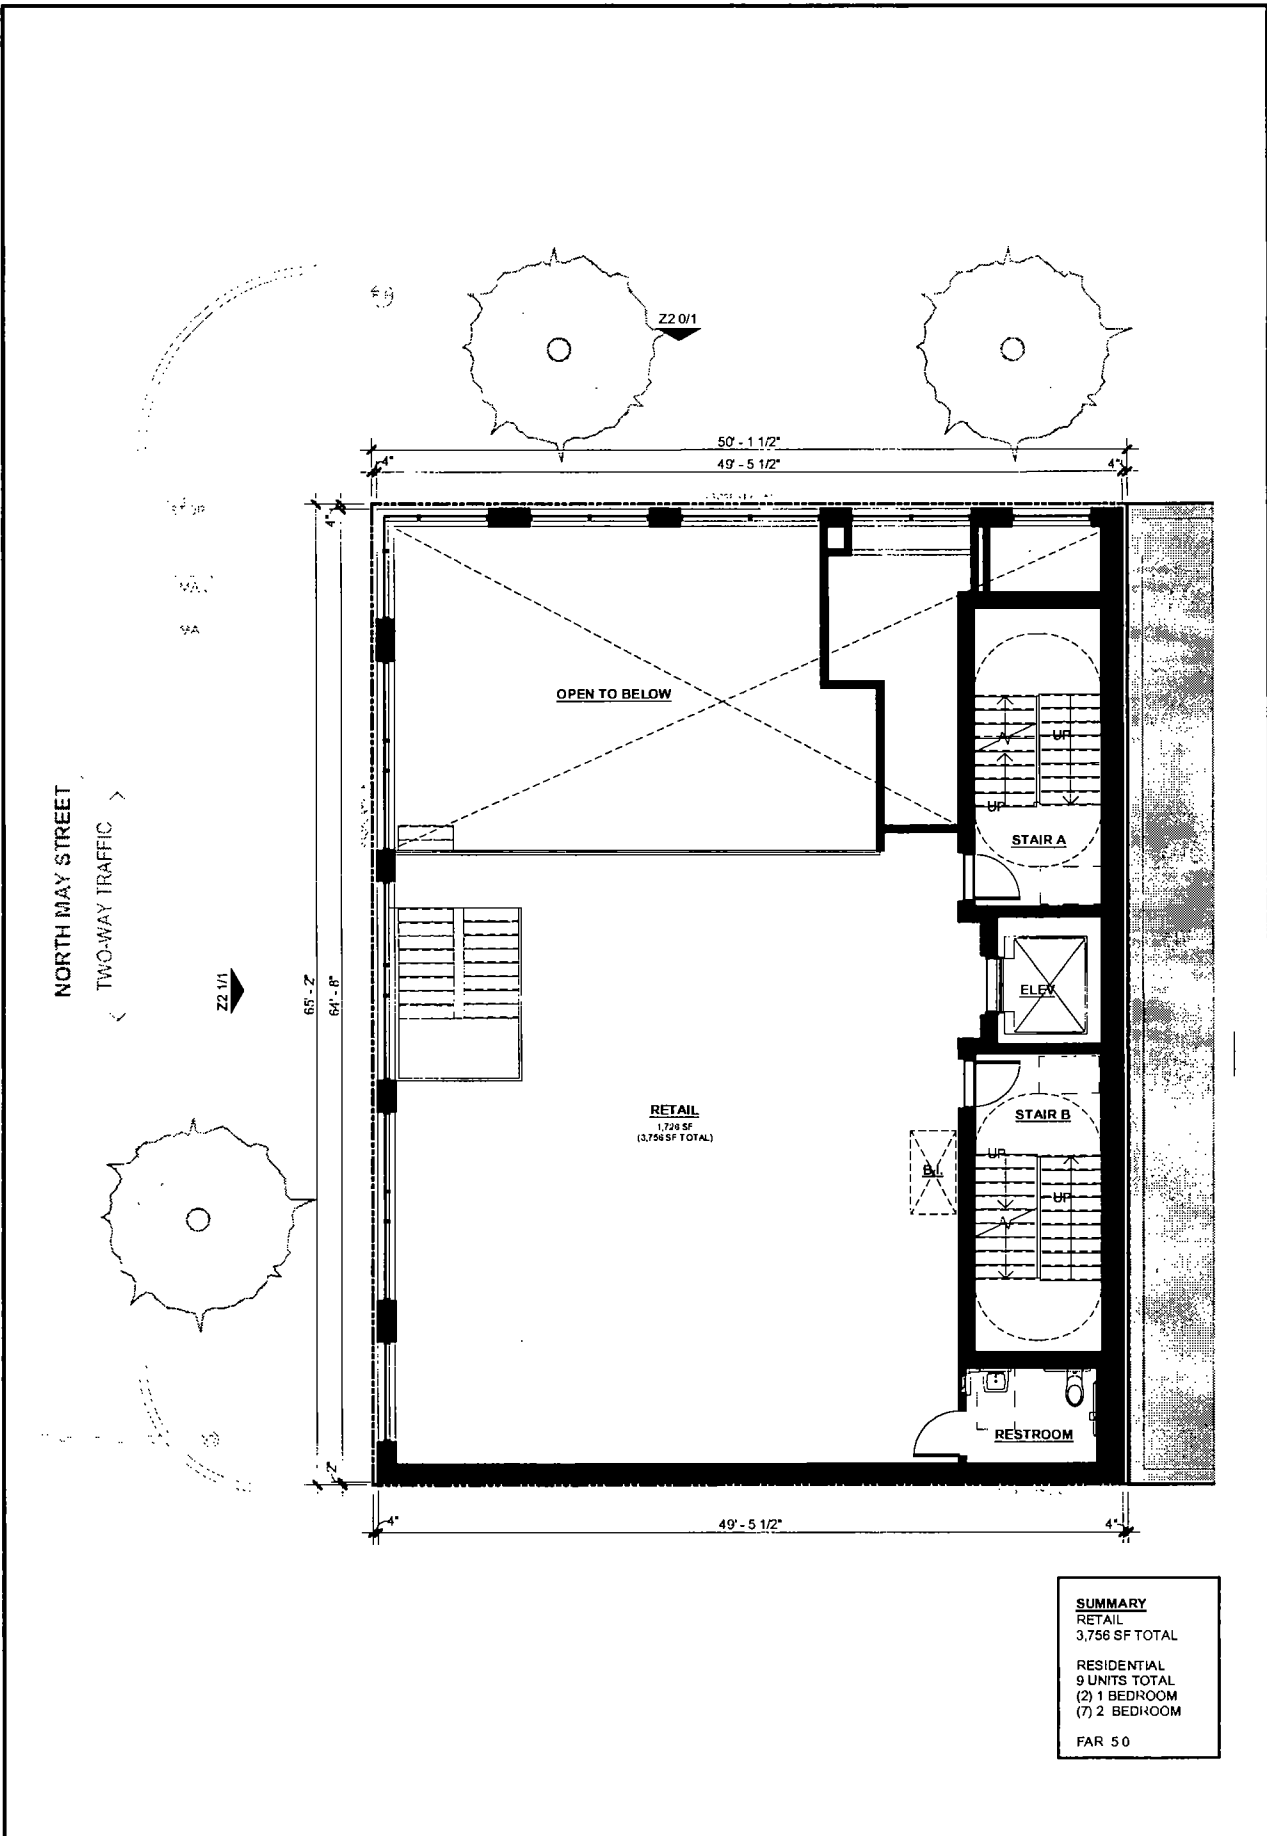 Z2 0/1
50' - 1 1/2"
4"
49' - 5 1/2"
4"
4"
OPEN TO BELOW
UP
UP
STAIR A
NORTH MAY STREET
TWO-WAY TRAFFIC
Z2 1/1
65' - 2"
64' - 8"
ELEV
RETAIL
1,726 SF
(3,756 SF TOTAL)
STAIR B
B.I.
UP
UP
RESTROOM
2"
4"
49' - 5 1/2"
4"
SUMMARY
RETAIL
3,756 SF TOTAL
RESIDENTIAL
9 UNITS TOTAL
(2) 1 BEDROOM
(7) 2 BEDROOM
FAR 5 0